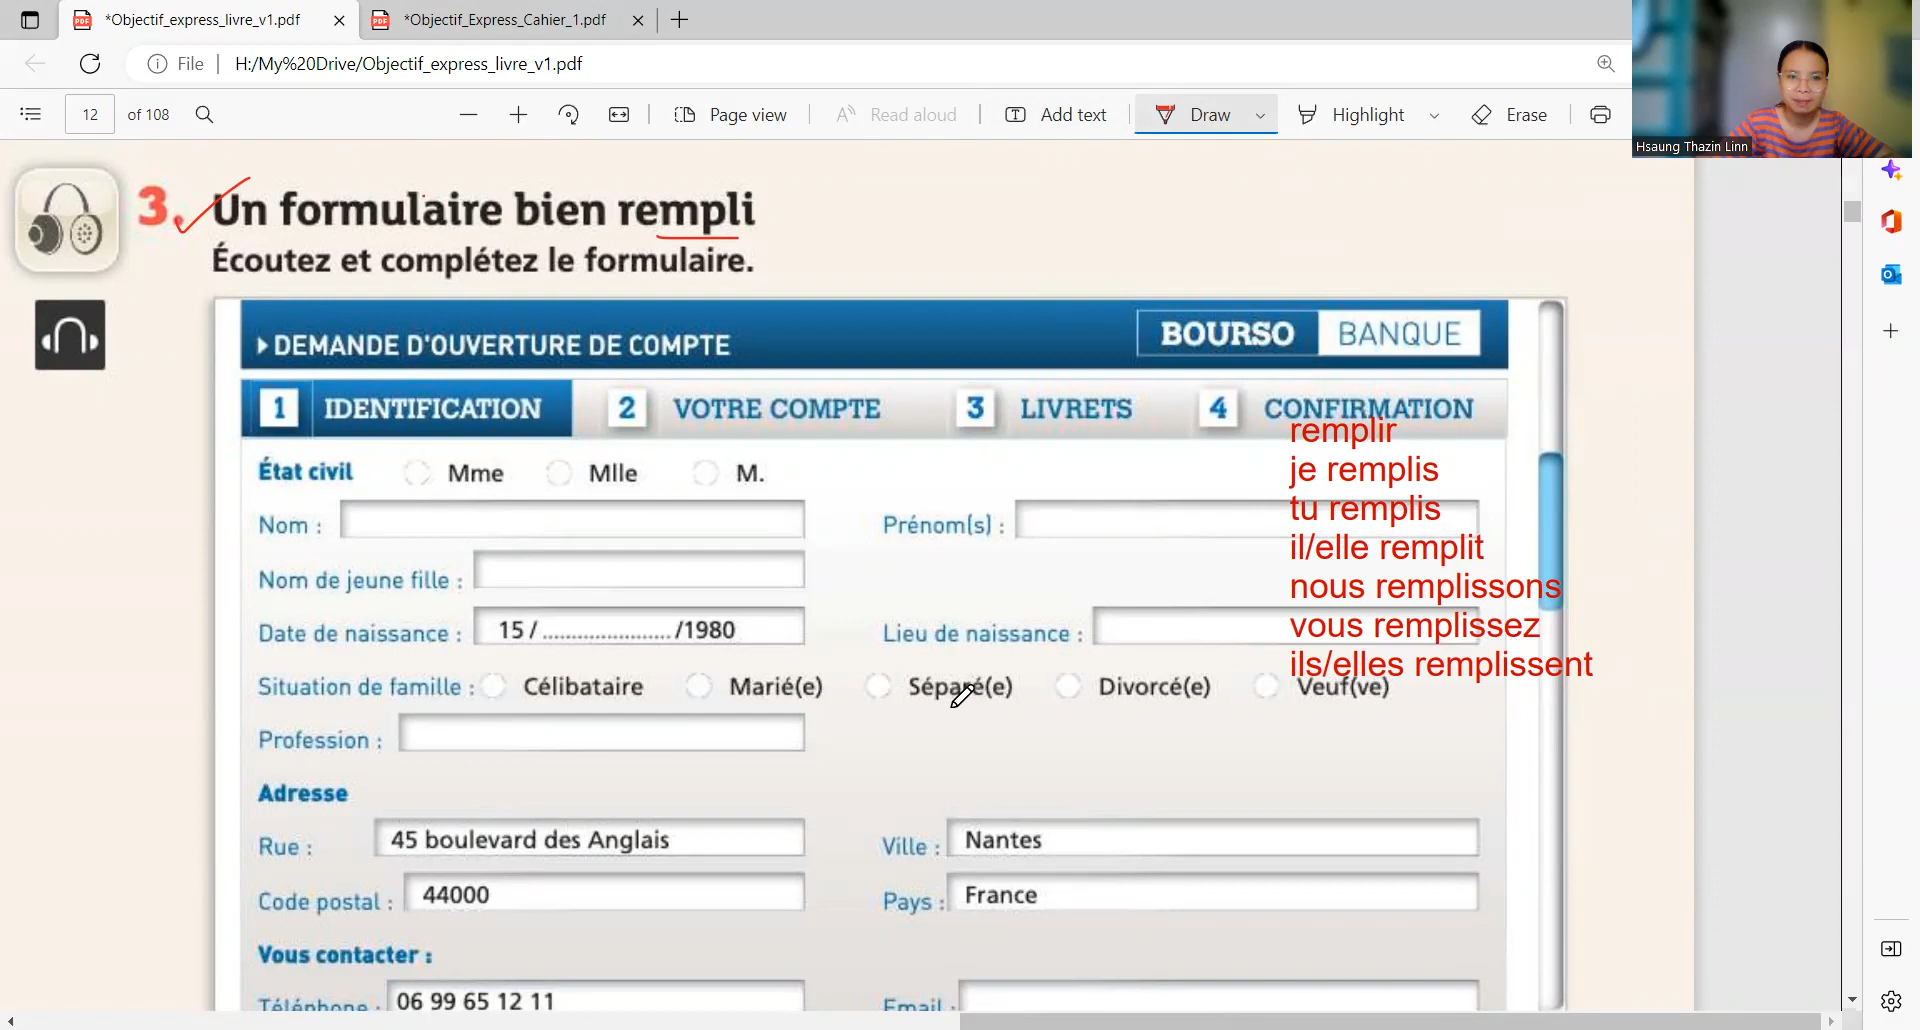 *Objectif_express_livre_v1.pdf
*Objectif_Express_Cahier_1.pdf
File
H:/My%20Drive/Objectif_express_livre_v1.pdf
12 of 108
Page view
Read aloud
Add text
Draw
Highlight
Erase
Hsaung Thazin Linn
3. Un formulaire bien rempli
Écoutez et complétez le formulaire.
DEMANDE D'OUVERTURE DE COMPTE
BOURSO BANQUE
1 IDENTIFICATION 2 VOTRE COMPTE 3 LIVRETS 4 CONFIRMATION
remplir
je remplis
tu remplis
il/elle remplit
nous remplissons
vous remplissez
ils/elles remplissent
État civil Mme Mlle M.
Nom : Prénom(s) :
Nom de jeune fille :
Date de naissance : 15 / ...................... /1980 Lieu de naissance :
Situation de famille : Célibataire Marié(e) Séparé(e) Divorcé(e) Veuf(ve)
Profession :
Adresse
Rue : 45 boulevard des Anglais Ville : Nantes
Code postal : 44000 Pays : France
Vous contacter :
Téléphone : 06 99 65 12 11 Email :